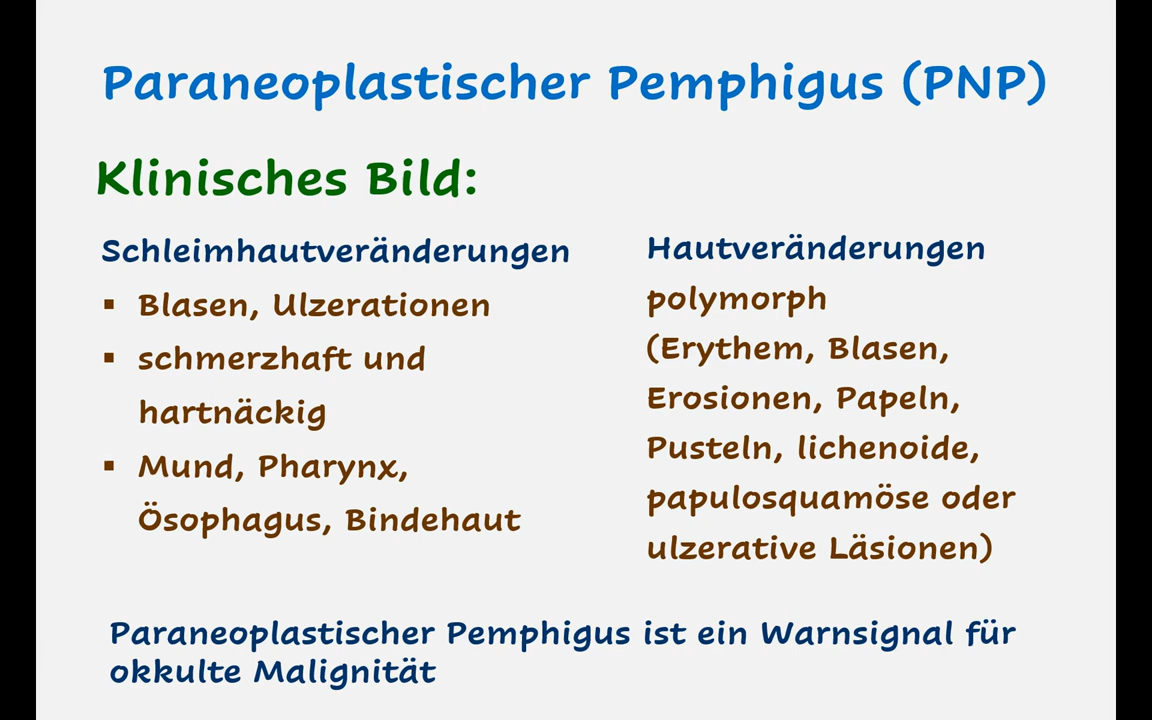 Paraneoplastischer Pemphigus (PNP)
Klinisches Bild:
Schleimhautveränderungen
▪ Blasen, Ulzerationen
▪ schmerzhaft und
hartnäckig
▪ Mund, Pharynx,
Ösophagus, Bindehaut
Hautveränderungen
polymorph
(Erythem, Blasen,
Erosionen, Papeln,
Pusteln, lichenoide,
papulosquamöse oder
ulzerative Läsionen)
Paraneoplastischer Pemphigus ist ein Warnsignal für
okkulte Malignität